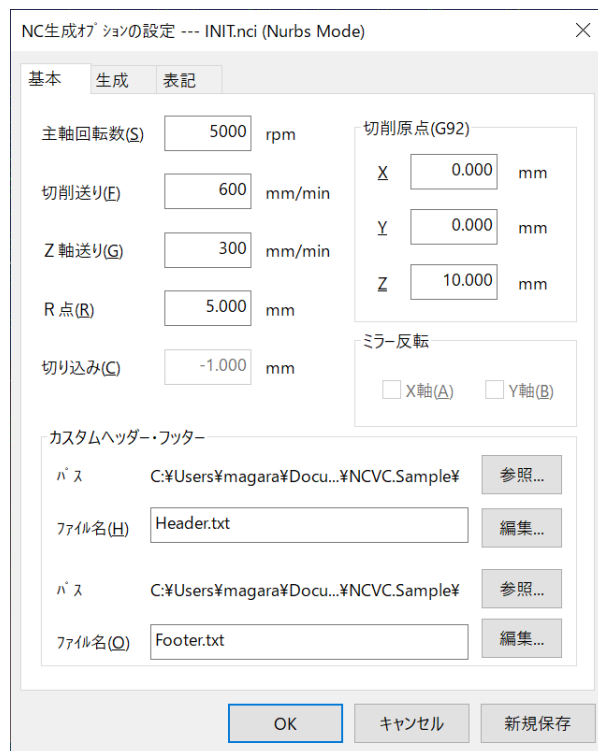 NC生成ｵﾌﾟｼｮﾝの設定 --- INIT.nci (Nurbs Mode)
基本 生成 表記
主軸回転数(S) 5000 rpm
切削送り(F) 600 mm/min
Z 軸送り(G) 300 mm/min
R 点(R) 5.000 mm
切り込み(C) -1.000 mm
切削原点(G92)
X 0.000 mm
Y 0.000 mm
Z 10.000 mm
ミラー反転
X軸(A) Y軸(B)
カスタムヘッダー・フッター
ﾊﾟｽ C:¥Users¥magara¥Docu...¥NCVC.Sample¥ 参照...
ﾌｧｲﾙ名(H) Header.txt 編集...
ﾊﾟｽ C:¥Users¥magara¥Docu...¥NCVC.Sample¥ 参照...
ﾌｧｲﾙ名(O) Footer.txt 編集...
OK キャンセル 新規保存